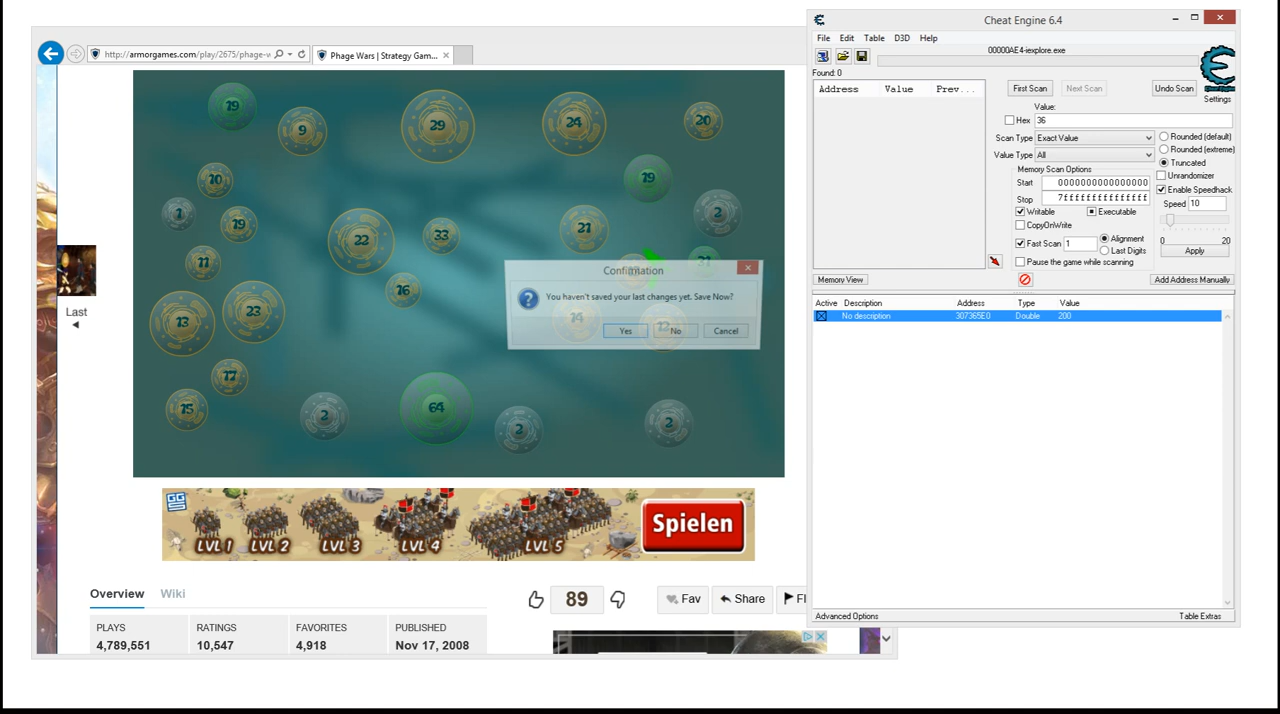 http://armorgames.com/play/2675/phage-w
Phage Wars | Strategy Gam...
Last
19
9
29
24
20
10
19
1
19
2
22
33
21
11
16
13
23
17
15
2
64
2
2
Confirmation
You haven't saved your last changes yet. Save Now?
Yes
No
Cancel
LVL 1
LVL 2
LVL 3
LVL 4
LVL 5
Spielen
Overview
Wiki
89
Fav
Share
Fl
PLAYS
4,789,551
RATINGS
10,547
FAVORITES
4,918
PUBLISHED
Nov 17, 2008
Cheat Engine 6.4
File Edit Table D3D Help
00000AE4-iexplore.exe
Found: 0
Address Value Prev...
First Scan
Next Scan
Undo Scan
Cheat Engine
Settings
Value:
Hex
36
Scan Type
Exact Value
Value Type
All
Rounded (default)
Rounded (extreme)
Truncated
Unrandomizer
Enable Speedhack
Speed
10
0
20
Apply
Memory Scan Options
Start
0000000000000000
Stop
7fffffffffffffff
Writable
Executable
CopyOnWrite
Fast Scan
1
Alignment
Last Digits
Pause the game while scanning
Memory View
Add Address Manually
Active Description Address Type Value
No description 307365E0 Double 200
Advanced Options
Table Extras